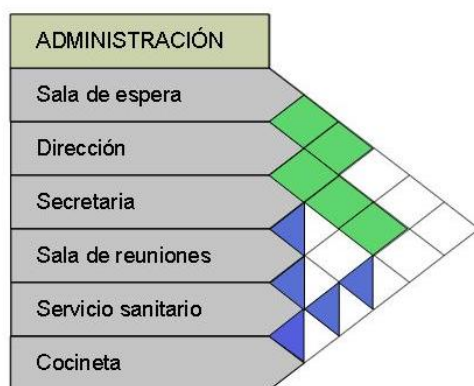 ADMINISTRACIÓN
Sala de espera
Dirección
Secretaria
Sala de reuniones
Servicio sanitario
Cocineta